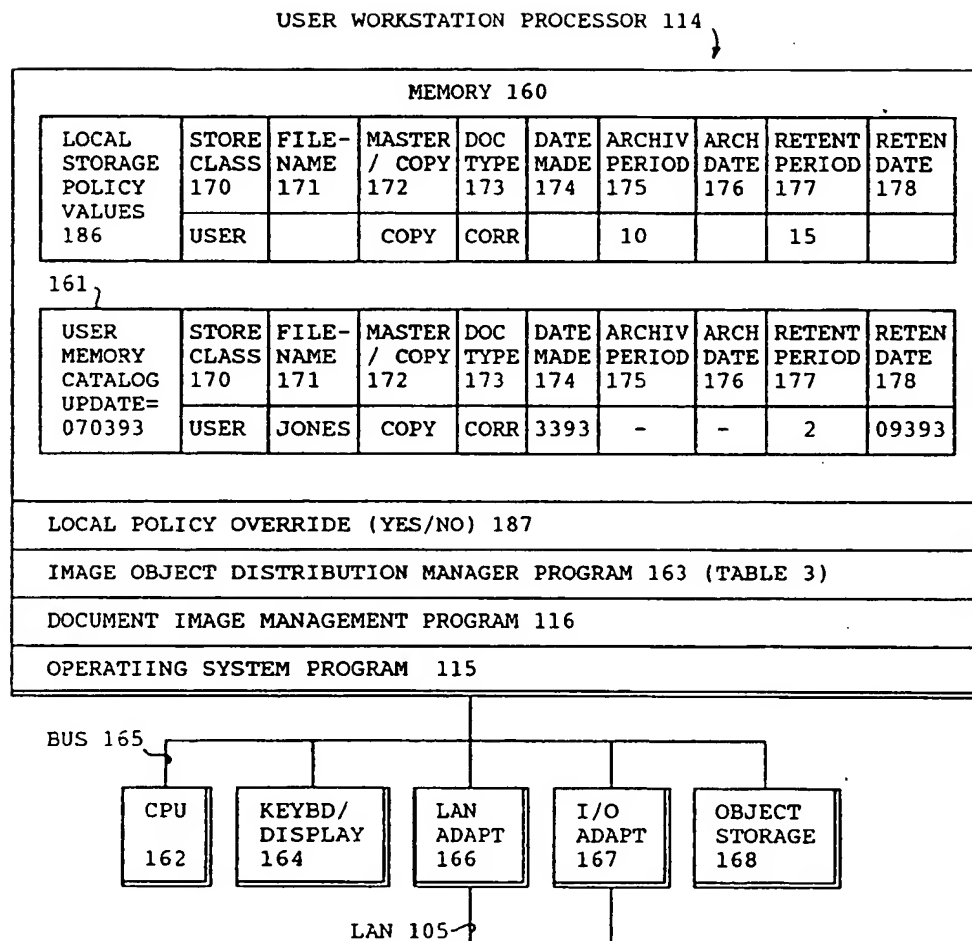 USER WORKSTATION PROCESSOR 114
MEMORY 160
LOCAL STORAGE POLICY VALUES 186
STORE CLASS 170
FILE-NAME 171
MASTER / COPY 172
DOC TYPE 173
DATE MADE 174
ARCHIV PERIOD 175
ARCH DATE 176
RETENT PERIOD 177
RETEN DATE 178
USER COPY CORR 10 15
161
USER MEMORY CATALOG UPDATE= 070393
STORE CLASS 170
FILE-NAME 171
MASTER / COPY 172
DOC TYPE 173
DATE MADE 174
ARCHIV PERIOD 175
ARCH DATE 176
RETENT PERIOD 177
RETEN DATE 178
USER JONES COPY CORR 3393 - - 2 09393
LOCAL POLICY OVERRIDE (YES/NO) 187
IMAGE OBJECT DISTRIBUTION MANAGER PROGRAM 163 (TABLE 3)
DOCUMENT IMAGE MANAGEMENT PROGRAM 116
OPERATIING SYSTEM PROGRAM 115
BUS 165
CPU 162
KEYBD/ DISPLAY 164
LAN ADAPT 166
I/O ADAPT 167
OBJECT STORAGE 168
LAN 105